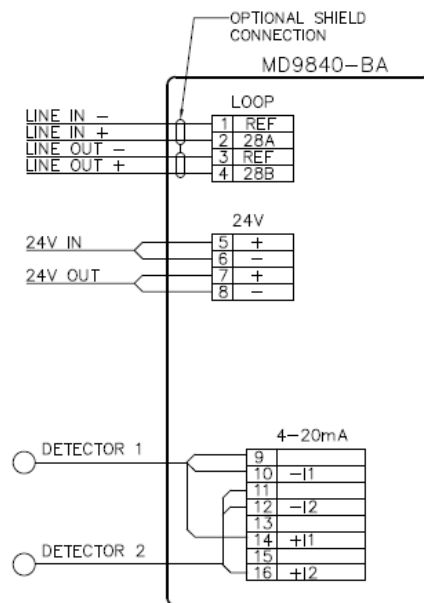 OPTIONAL SHIELD
CONNECTION
MD9840-BA
LOOP
LINE IN - 1 REF
LINE IN + 2 28A
LINE OUT - 3 REF
LINE OUT + 4 28B
24V
24V IN 5 +
6 -
24V OUT 7 +
8 -
4-20mA
DETECTOR 1 9
10 -I1
11
12 -I2
13
14 +I1
15
DETECTOR 2 16 +I2